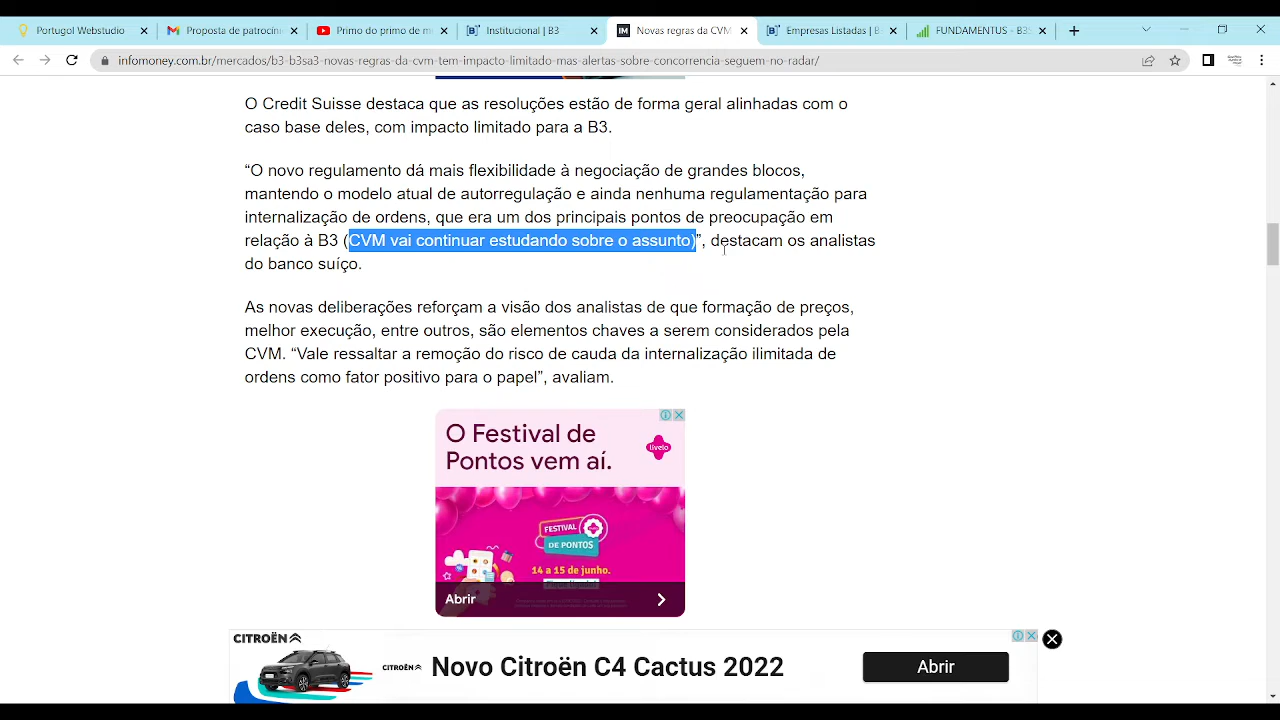 Portugol Webstudio
Proposta de patrocín
Primo do primo de m
Institucional | B3
Novas regras da CVM
Empresas Listadas | B
FUNDAMENTUS - B3S
infomoney.com.br/mercados/b3-b3sa3-novas-regras-da-cvm-tem-impacto-limitado-mas-alertas-sobre-concorrencia-seguem-no-radar/
O Credit Suisse destaca que as resoluções estão de forma geral alinhadas com o
caso base deles, com impacto limitado para a B3.
“O novo regulamento dá mais flexibilidade à negociação de grandes blocos,
mantendo o modelo atual de autorregulação e ainda nenhuma regulamentação para
internalização de ordens, que era um dos principais pontos de preocupação em
relação à B3 (CVM vai continuar estudando sobre o assunto)”, destacam os analistas
do banco suíço.
As novas deliberações reforçam a visão dos analistas de que formação de preços,
melhor execução, entre outros, são elementos chaves a serem considerados pela
CVM. “Vale ressaltar a remoção do risco de cauda da internalização ilimitada de
ordens como fator positivo para o papel”, avaliam.
O Festival de
Pontos vem aí.
livelo
FESTIVAL
DE PONTOS
14 a 15 de junho.
Abrir
CITROËN
CITROËN
Novo Citroën C4 Cactus 2022
Abrir